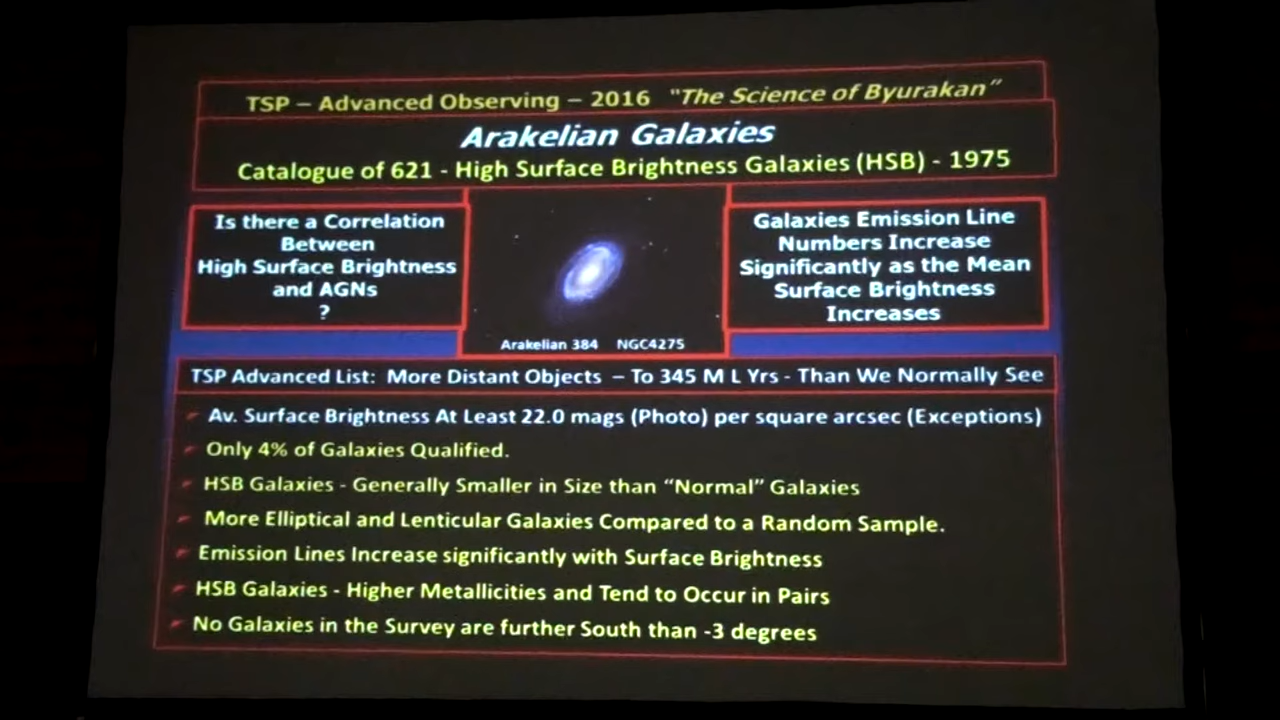 TSP – Advanced Observing – 2016 "The Science of Byurakan"
Arakelian Galaxies
Catalogue of 621 - High Surface Brightness Galaxies (HSB) - 1975
Is there a Correlation
Between
High Surface Brightness
and AGNs
?
Arakelian 384 NGC4275
Galaxies Emission Line
Numbers Increase
Significantly as the Mean
Surface Brightness
Increases
TSP Advanced List: More Distant Objects – To 345 M L Yrs - Than We Normally See
Av. Surface Brightness At Least 22.0 mags (Photo) per square arcsec (Exceptions)
Only 4% of Galaxies Qualified.
HSB Galaxies - Generally Smaller in Size than "Normal" Galaxies
More Elliptical and Lenticular Galaxies Compared to a Random Sample.
Emission Lines Increase significantly with Surface Brightness
HSB Galaxies - Higher Metallicities and Tend to Occur in Pairs
No Galaxies in the Survey are further South than -3 degrees